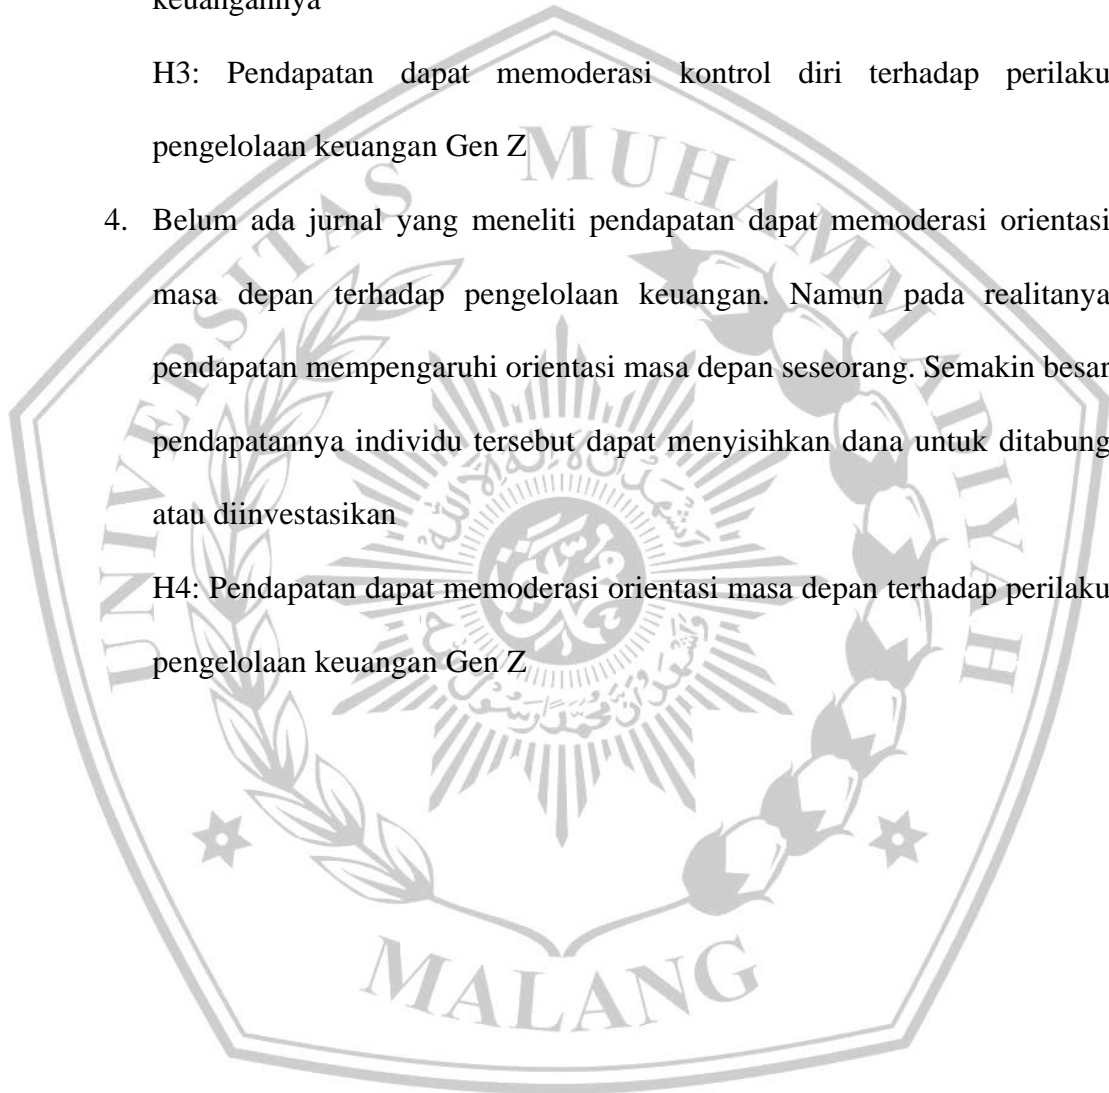 keuangannya
H3: Pendapatan dapat memoderasi kontrol diri terhadap perilaku
pengelolaan keuangan Gen Z
4. Belum ada jurnal yang meneliti pendapatan dapat memoderasi orientasi
masa depan terhadap pengelolaan keuangan. Namun pada realitanya
pendapatan mempengaruhi orientasi masa depan seseorang. Semakin besar
pendapatannya individu tersebut dapat menyisihkan dana untuk ditabung
atau diinvestasikan
H4: Pendapatan dapat memoderasi orientasi masa depan terhadap perilaku
pengelolaan keuangan Gen Z
UNIVERSITAS MUHAMMADIYAH
MALANG